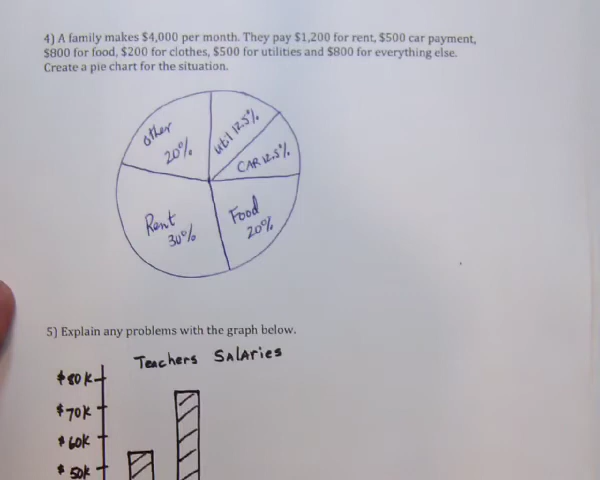 4) A family makes $4,000 per month. They pay $1,200 for rent, $500 car payment,
$800 for food, $200 for clothes, $500 for utilities and $800 for everything else.
Create a pie chart for the situation.
Other
20%
Util 12.5%
CAR 12.5%
Rent
30%
Food
20%
5) Explain any problems with the graph below.
Teachers SAlAries
$80K
$70K
$60K
$50K